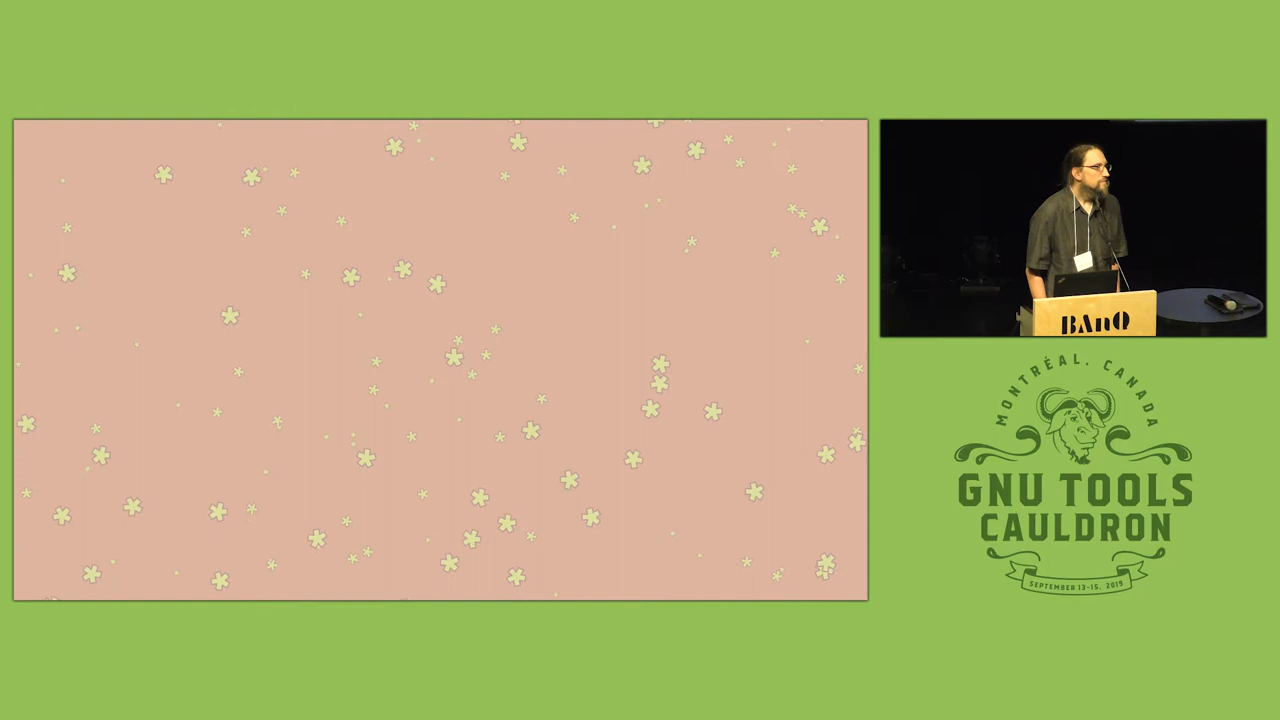 BAnQ
MONTRÉAL, CANADA
GNU TOOLS
CAULDRON
SEPTEMBER 13-15, 2019